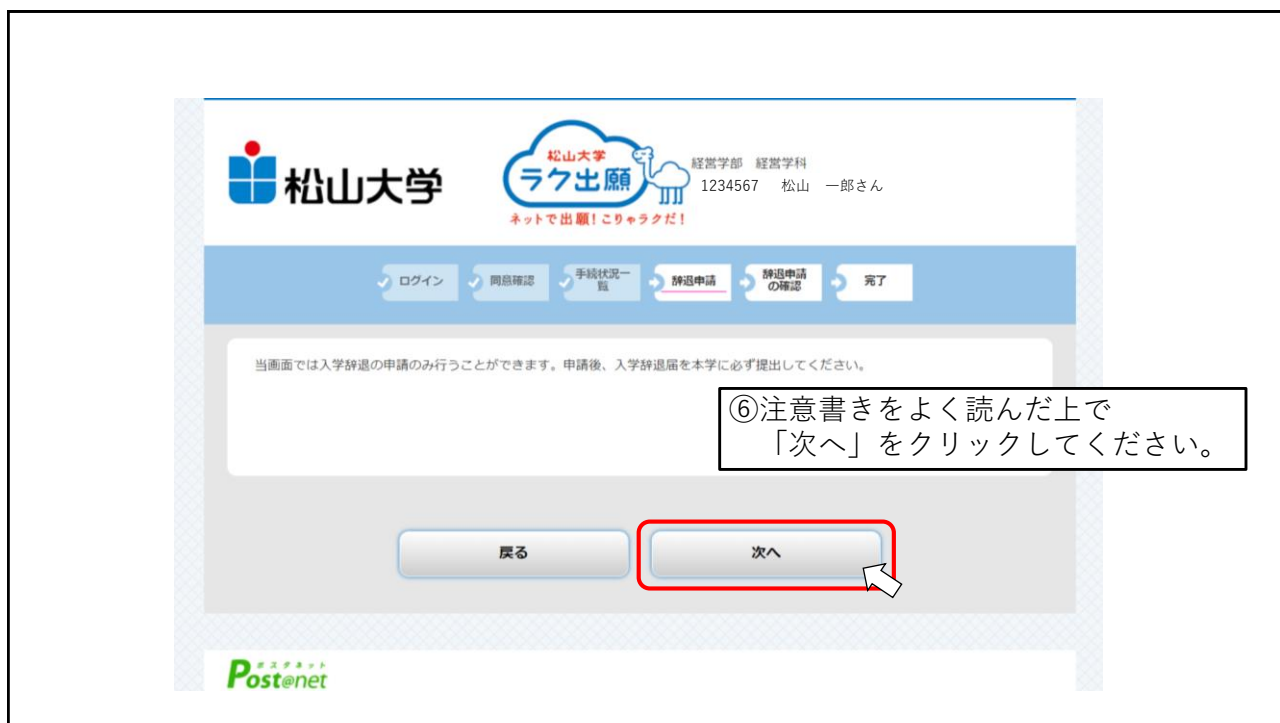 松山大学
松山大学
ラク出願
ネットで出願!こりゃラクだ!
経営学部 経営学科
1234567 松山 一郎さん
ログイン
同意確認
手続状況一
覧
辞退申請
辞退申請
の確認
完了
当画面では入学辞退の申請のみ行うことができます。申請後、入学辞退届を本学に必ず提出してください。
⑥注意書きをよく読んだ上で
「次へ」をクリックしてください。
戻る
次へ
ポスタネット
Post@net